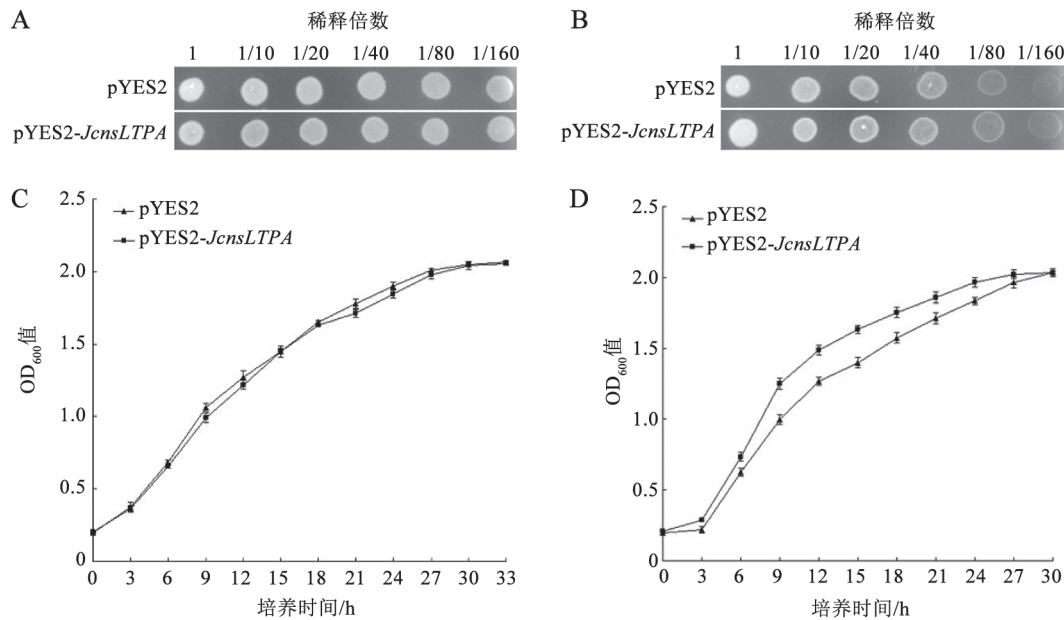 A
稀释倍数
1 1/10 1/20 1/40 1/80 1/160
pYES2
pYES2-JcnsLTPA
B
稀释倍数
1 1/10 1/20 1/40 1/80 1/160
pYES2
pYES2-JcnsLTPA
C
pYES2
pYES2-JcnsLTPA
OD600值
2.5
2.0
1.5
1.0
0.5
0
0 3 6 9 12 15 18 21 24 27 30 33
培养时间/h
D
pYES2
pYES2-JcnsLTPA
OD600值
2.5
2.0
1.5
1.0
0.5
0
0 3 6 9 12 15 18 21 24 27 30
培养时间/h